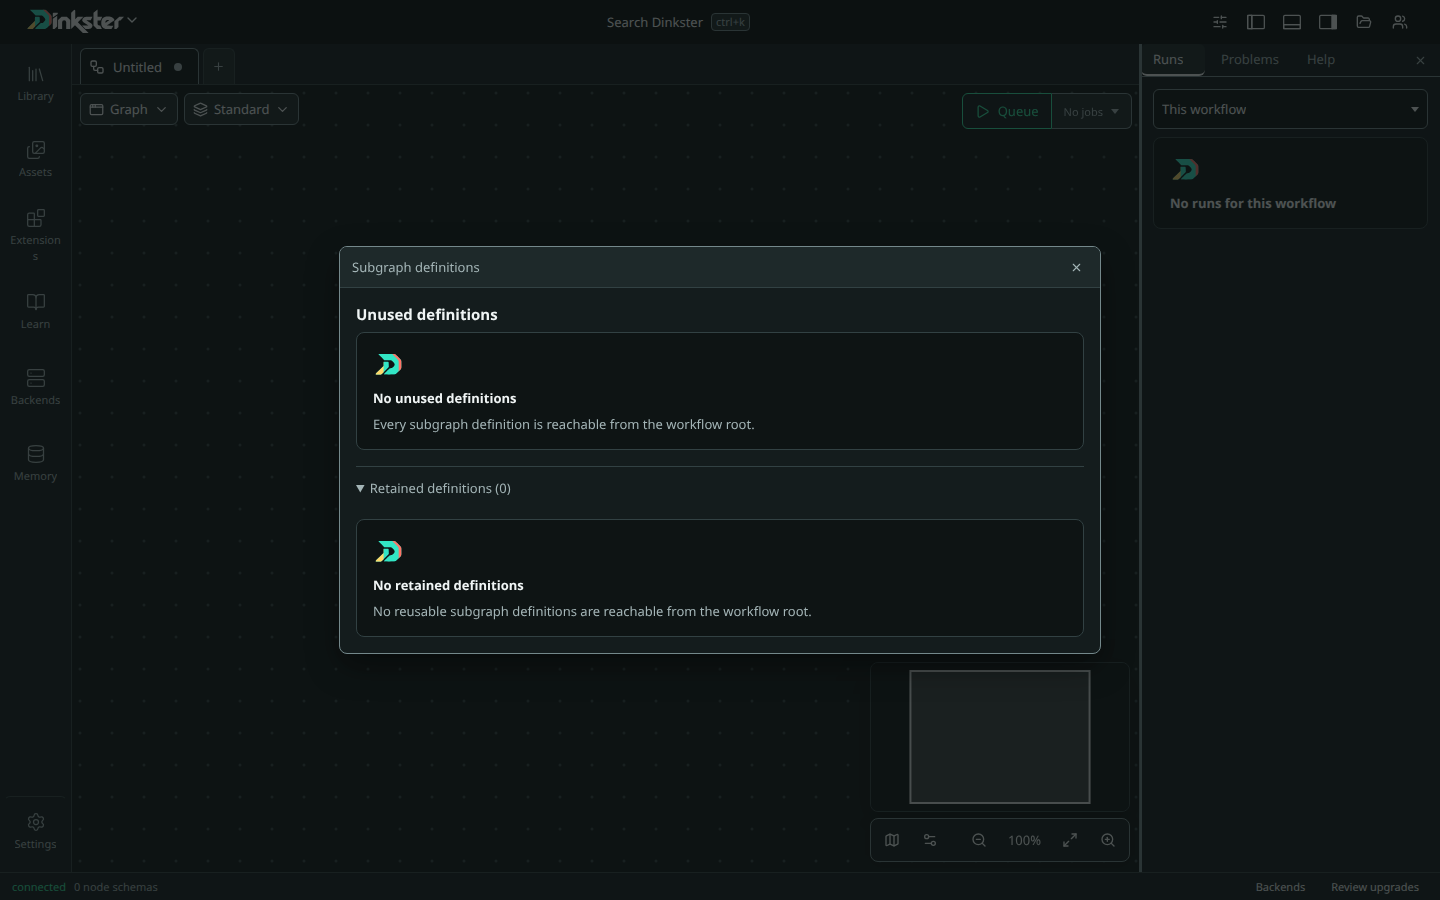 Dinkster
Search Dinkster ctrl+k
Untitled
+
Graph
Standard
Queue
No jobs
Library
Assets
Extension
s
Learn
Backends
Memory
Settings
Runs
Problems
Help
This workflow
No runs for this workflow
Subgraph definitions
Unused definitions
No unused definitions
Every subgraph definition is reachable from the workflow root.
Retained definitions (0)
No retained definitions
No reusable subgraph definitions are reachable from the workflow root.
100%
connected 0 node schemas
Backends
Review upgrades